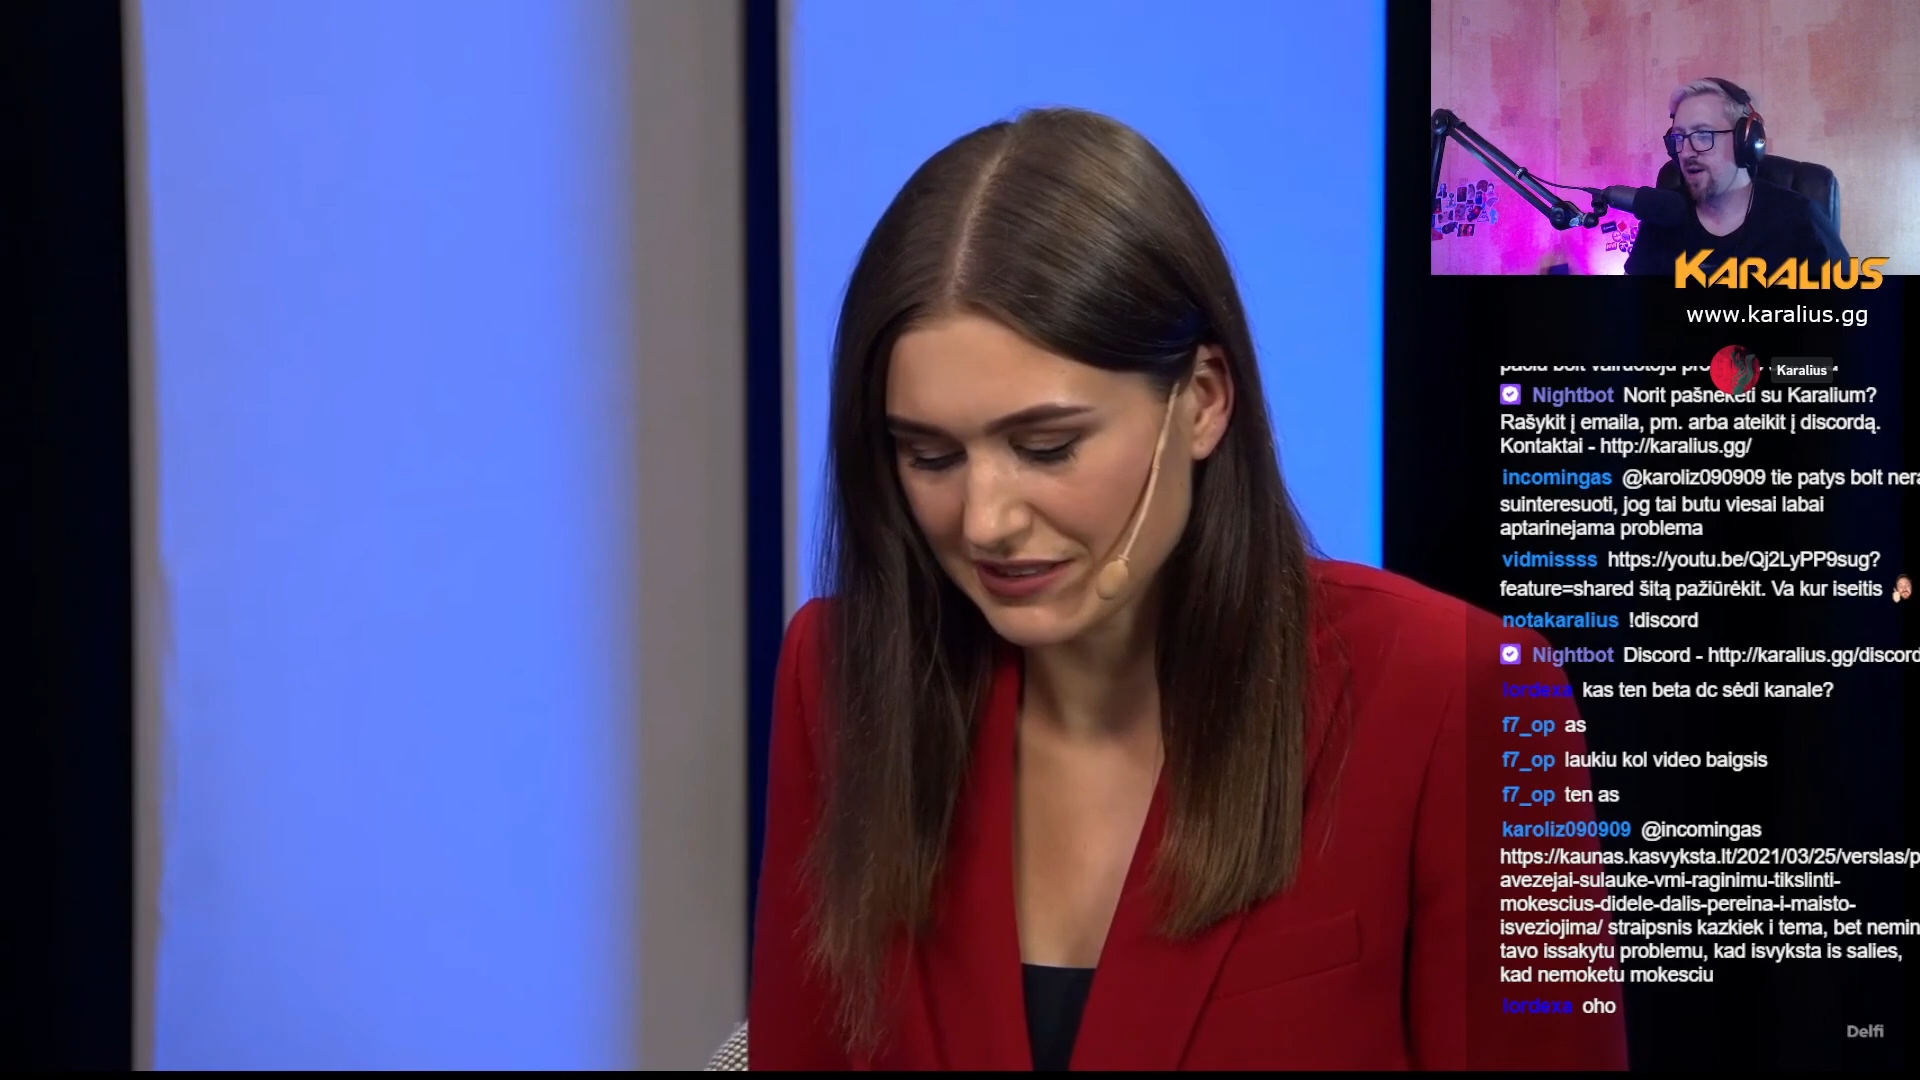 KARALIUS
www.karalius.gg
Karalius
Nightbot Norit pašnekėti su Karalium?
Rašykit į emaila, pm. arba ateikit į discordą.
Kontaktai - http://karalius.gg/
incomingas @karoliz090909 tie patys bolt nera
suinteresuoti, jog tai butu viesai labai
aptarinejama problema
vidmissss https://youtu.be/Qj2LyPP9sug?
feature=shared šitą pažiūrėkit. Va kur iseitis
notakaralius !discord
Nightbot Discord - http://karalius.gg/discord
lordexa kas ten beta dc sėdi kanale?
f7_op as
f7_op laukiu kol video baigsis
f7_op ten as
karoliz090909 @incomingas
https://kaunas.kasvyksta.lt/2021/03/25/verslas/p
avezejai-sulauke-vmi-raginimu-tikslinti-
mokescius-didele-dalis-pereina-i-maisto-
isveziojima/ straipsnis kazkiek i tema, bet nemin
tavo issakytu problemu, kad isvyksta is salies,
kad nemoketu mokesciu
lordexa oho
Delfi